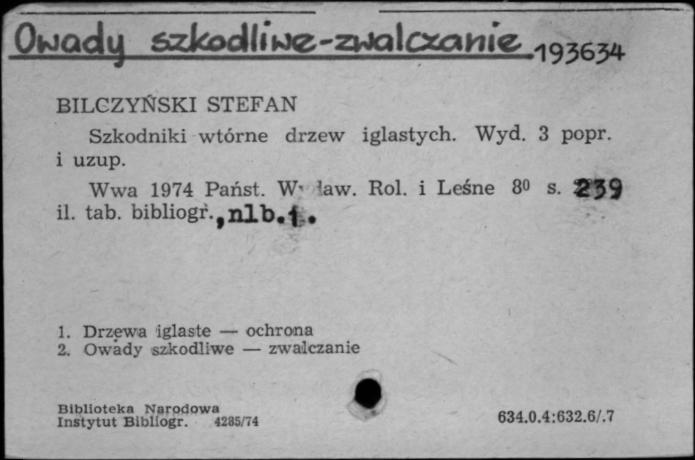 Owady szkodliwe-zwalczanie 193634
BILCZYŃSKI STEFAN
Szkodniki wtórne drzew iglastych. Wyd. 3 popr.
i uzup.
Wwa 1974 Państ. Rol. i Leśne 8⁰ s. 239
il. tab. bibliogr., nlb. 1.
1. Drzewa iglaste — ochrona
2. Owady szkodliwe — zwalczanie
Biblioteka Narodowa
Instytut Bibliogr. 4285/74
634.0.4:632.6/.7